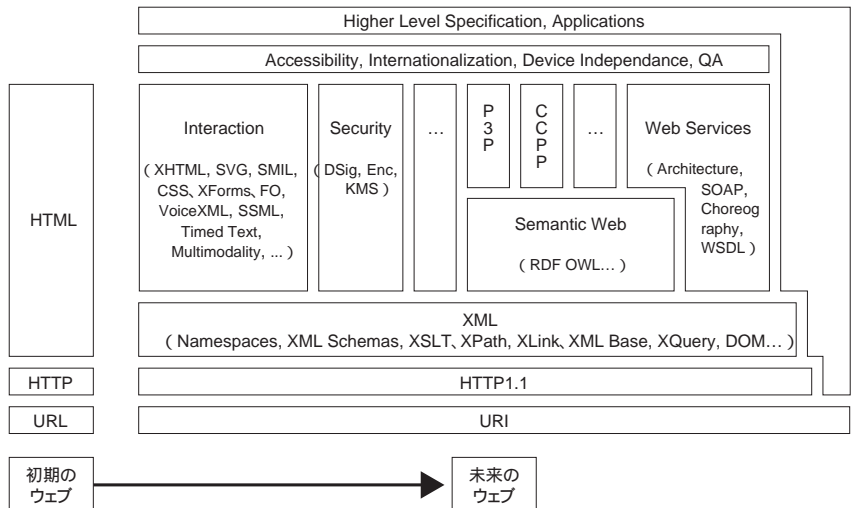 Higher Level Specification, Applications
Accessibility, Internationalization, Device Independance, QA
HTML
Interaction
( XHTML, SVG, SMIL,
CSS、XForms、FO,
VoiceXML, SSML,
Timed Text,
Multimodality, ... )
Security
( DSig, Enc,
KMS )
…
P
3
P
C
C
P
P
…
Web Services
( Architecture,
SOAP,
Choreog
raphy,
WSDL )
Semantic Web
( RDF OWL… )
XML
( Namespaces, XML Schemas, XSLT、XPath, XLink、XML Base, XQuery, DOM… )
HTTP
HTTP1.1
URL
URI
初期の
ウェブ
未来の
ウェブ